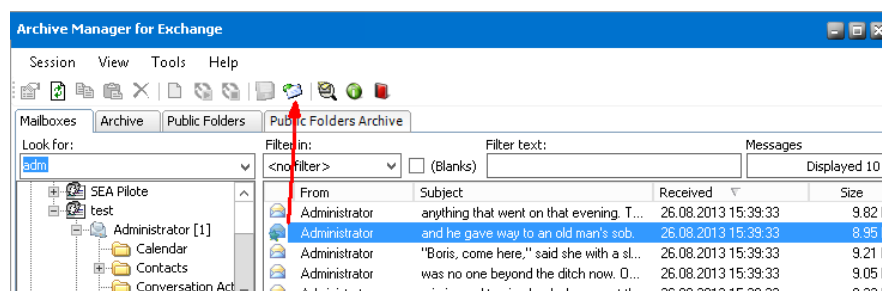 Archive Manager for Exchange
Session View Tools Help
Mailboxes Archive Public Folders Public Folders Archive
Look for: Filter in: Filter text: Messages
adm <no filter> (Blanks) Displayed 10
SEA Pilote From Subject Received Size
test Administrator anything that went on that evening. T... 26.08.2013 15:39:33 9.82
Administrator [1] Administrator and he gave way to an old man's sob. 26.08.2013 15:39:33 8.95
Calendar Administrator "Boris, come here," said she with a sl... 26.08.2013 15:39:33 9.21
Contacts Administrator was no one beyond the ditch now. O... 26.08.2013 15:39:33 9.05
Conversation Act